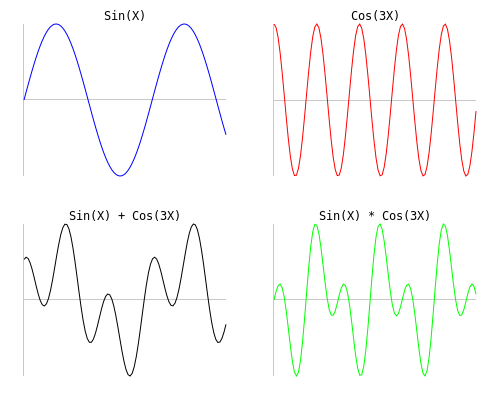 Sin(X)
Cos(3X)
Sin(X) + Cos(3X)
Sin(X) * Cos(3X)